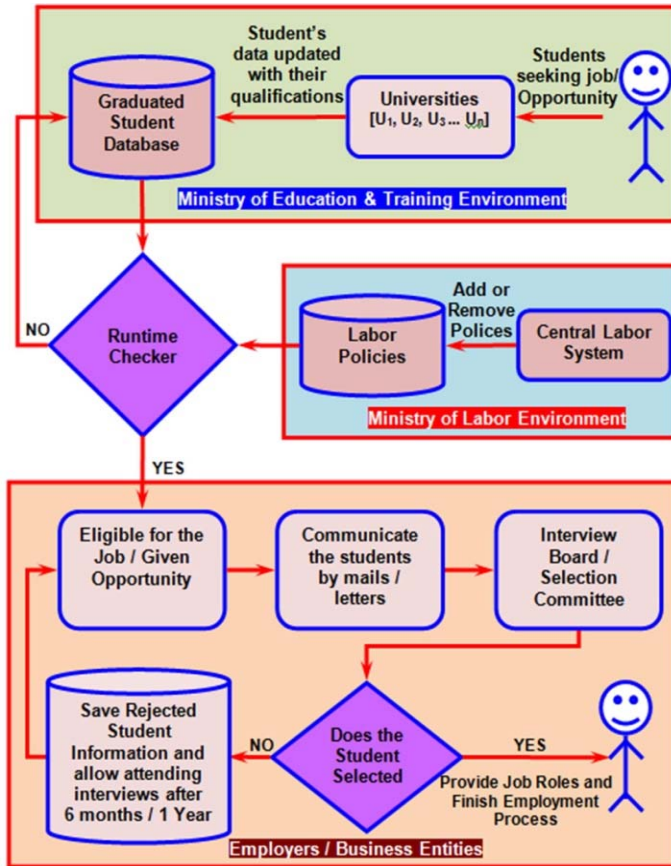 Student's
data updated
with their
qualifications
Students
seeking job/
Opportunity
Graduated
Student
Database
Universities
[U1, U2, U3 ... Un]
Ministry of Education & Training Environment
NO
Runtime
Checker
Add or
Remove
Polices
Labor
Policies
Central Labor
System
Ministry of Labor Environment
YES
Eligible for the
Job / Given
Opportunity
Communicate
the students
by mails /
letters
Interview
Board /
Selection
Committee
Save Rejected
Student
Information and
allow attending
interviews after
6 months / 1 Year
NO
Does the
Student
Selected
YES
Provide Job Roles and
Finish Employment
Process
Employers / Business Entities